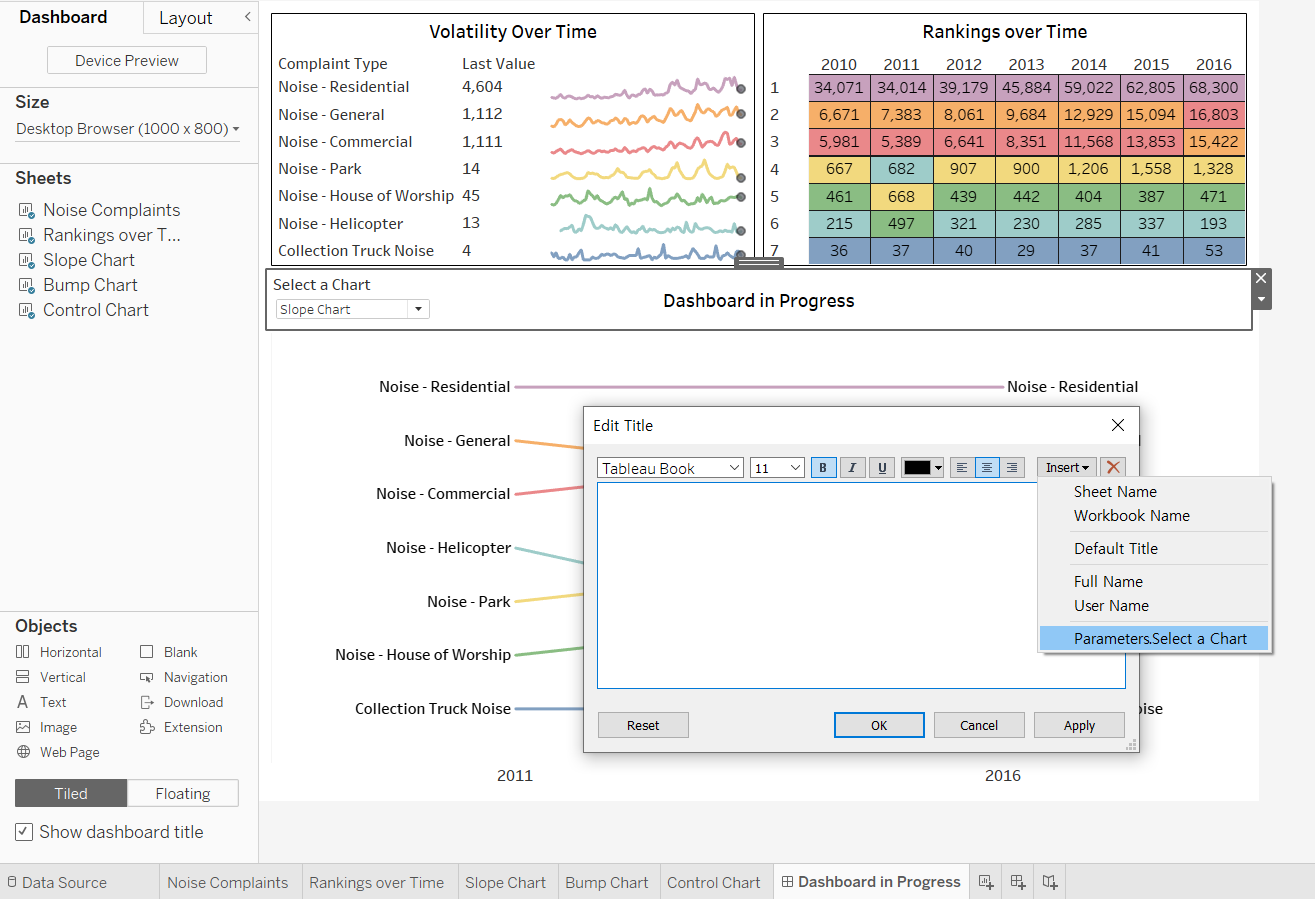 Dashboard
Layout
Device Preview
Size
Desktop Browser (1000 x 800)
Sheets
Noise Complaints
Rankings over T...
Slope Chart
Bump Chart
Control Chart
Objects
Horizontal
Blank
Vertical
Navigation
A Text
Download
Image
Extension
Web Page
Tiled
Floating
Show dashboard title
Volatility Over Time
Complaint Type Last Value
Noise - Residential 4,604
Noise - General 1,112
Noise - Commercial 1,111
Noise - Park 14
Noise - House of Worship 45
Noise - Helicopter 13
Collection Truck Noise 4
Rankings over Time
2010 2011 2012 2013 2014 2015 2016
1 34,071 34,014 39,179 45,884 59,022 62,805 68,300
2 6,671 7,383 8,061 9,684 12,929 15,094 16,803
3 5,981 5,389 6,641 8,351 11,568 13,853 15,422
4 667 682 907 900 1,206 1,558 1,328
5 461 668 439 442 404 387 471
6 215 497 321 230 285 337 193
7 36 37 40 29 37 41 53
Select a Chart
Slope Chart
Dashboard in Progress
Noise - Residential
Noise - Residential
Noise - General
Noise - Commercial
Noise - Helicopter
Noise - Park
Noise - House of Worship
Collection Truck Noise
oise
2011
2016
Edit Title
Tableau Book
11
B I U
Insert
Sheet Name
Workbook Name
Default Title
Full Name
User Name
Parameters.Select a Chart
Reset
OK
Cancel
Apply
Data Source
Noise Complaints
Rankings over Time
Slope Chart
Bump Chart
Control Chart
Dashboard in Progress